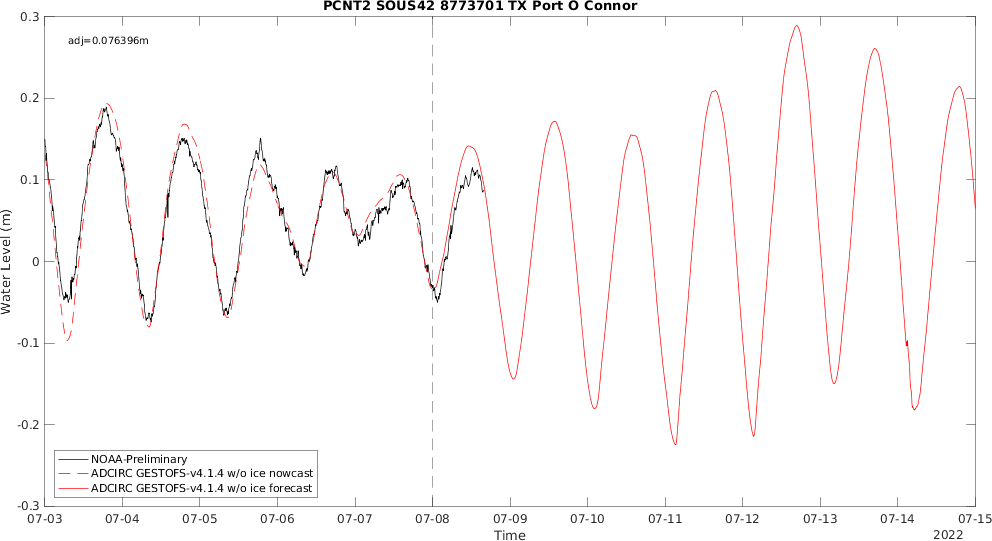 PCNT2 SOUS42 8773701 TX Port O Connor
adj=0.076396m
0.3
0.2
0.1
0
-0.1
-0.2
-0.3
Water Level (m)
NOAA-Preliminary
ADCIRC GESTOFS-v4.1.4 w/o ice nowcast
ADCIRC GESTOFS-v4.1.4 w/o ice forecast
07-03 07-04 07-05 07-06 07-07 07-08 07-09 07-10 07-11 07-12 07-13 07-14 07-15
Time
2022